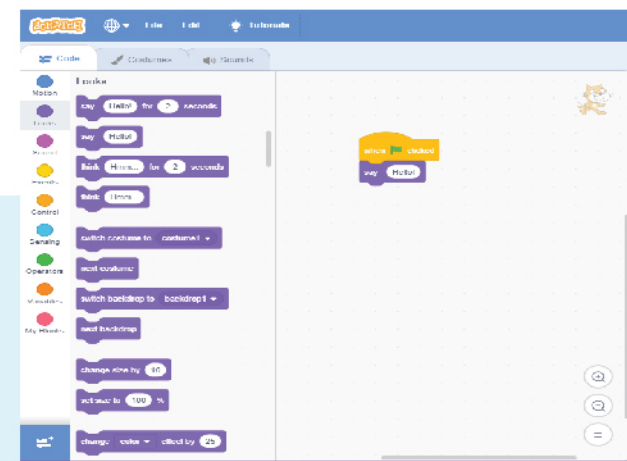 SCRATCH File Edit Tutorials
Code Costumes Sounds
Looks
Motion
say Hello! for 2 seconds
Looks
say Hello!
Sound
think Hmm... for 2 seconds
Events
think Hmm...
Control
switch costume to costume1
Sensing
next costume
Operators
switch backdrop to backdrop1
Variables
next backdrop
My Blocks
change size by 10
set size to 100 %
change color effect by 25
when clicked
say Hello!